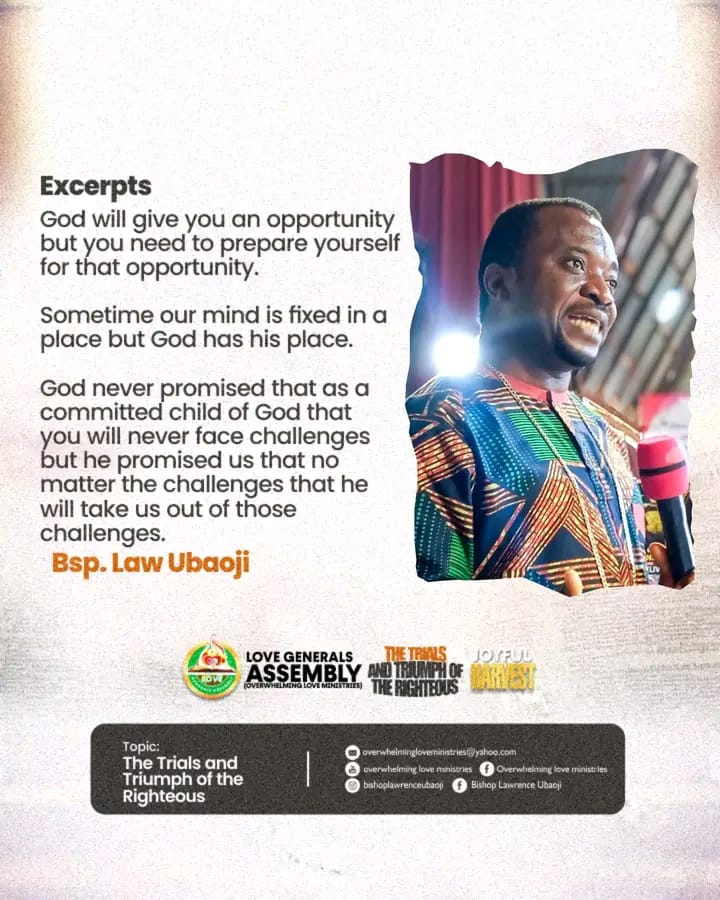 Excerpts
God will give you an opportunity
but you need to prepare yourself
for that opportunity.
Sometime our mind is fixed in a
place but God has his place.
God never promised that as a
committed child of God that
you will never face challenges
but he promised us that no
matter the challenges that he
will take us out of those
challenges.
Bsp. Law Ubaoji
LOVE
LOVE GENERALS
ASSEMBLY
(OVERWHELMING LOVE MINISTRIES)
THE TRIALS
AND TRIUMPH OF
THE RIGHTEOUS
JOYFUL
HARVEST
Topic:
The Trials and
Triumph of the
Righteous
overwhelmingloveministries@yahoo.com
overwhelming love ministries
Overwhelming love ministries
bishoplawrenceubaoji
Bishop Lawrence Ubaoji